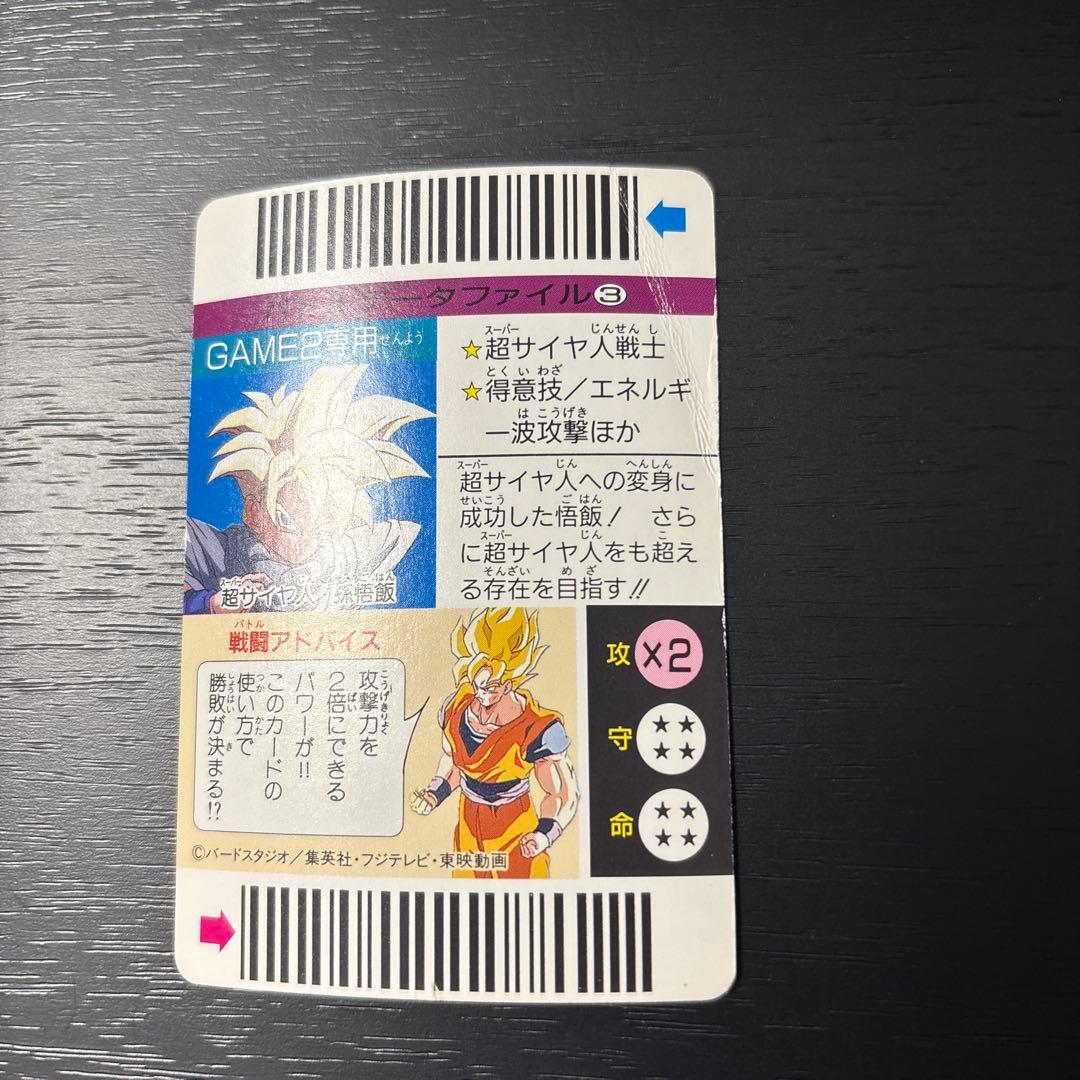 ータファイル③
GAME2専用せんよう
超サイヤ人 孫悟飯
スーパー じんせんし
★超サイヤ人戦士
とくいわざ
★得意技/エネルギ
は こうげき
ー波攻撃ほか
スーパー じん へんしん
超サイヤ人への変身に
せいこう ごはん
成功した悟飯! さら
スーパー じん こ
に超サイヤ人をも超え
そんざい めざ
る存在を目指す!!
バトル
戦闘アドバイス
こうげきりょく
攻撃力を
ばい
2倍にできる
パワーが!!
このカードの
つか かた
使い方で
しょうはい き
勝敗が決まる!?
攻 ×2
守 ★★★★
命 ★★★★
©バードスタジオ/集英社・フジテレビ・東映動画